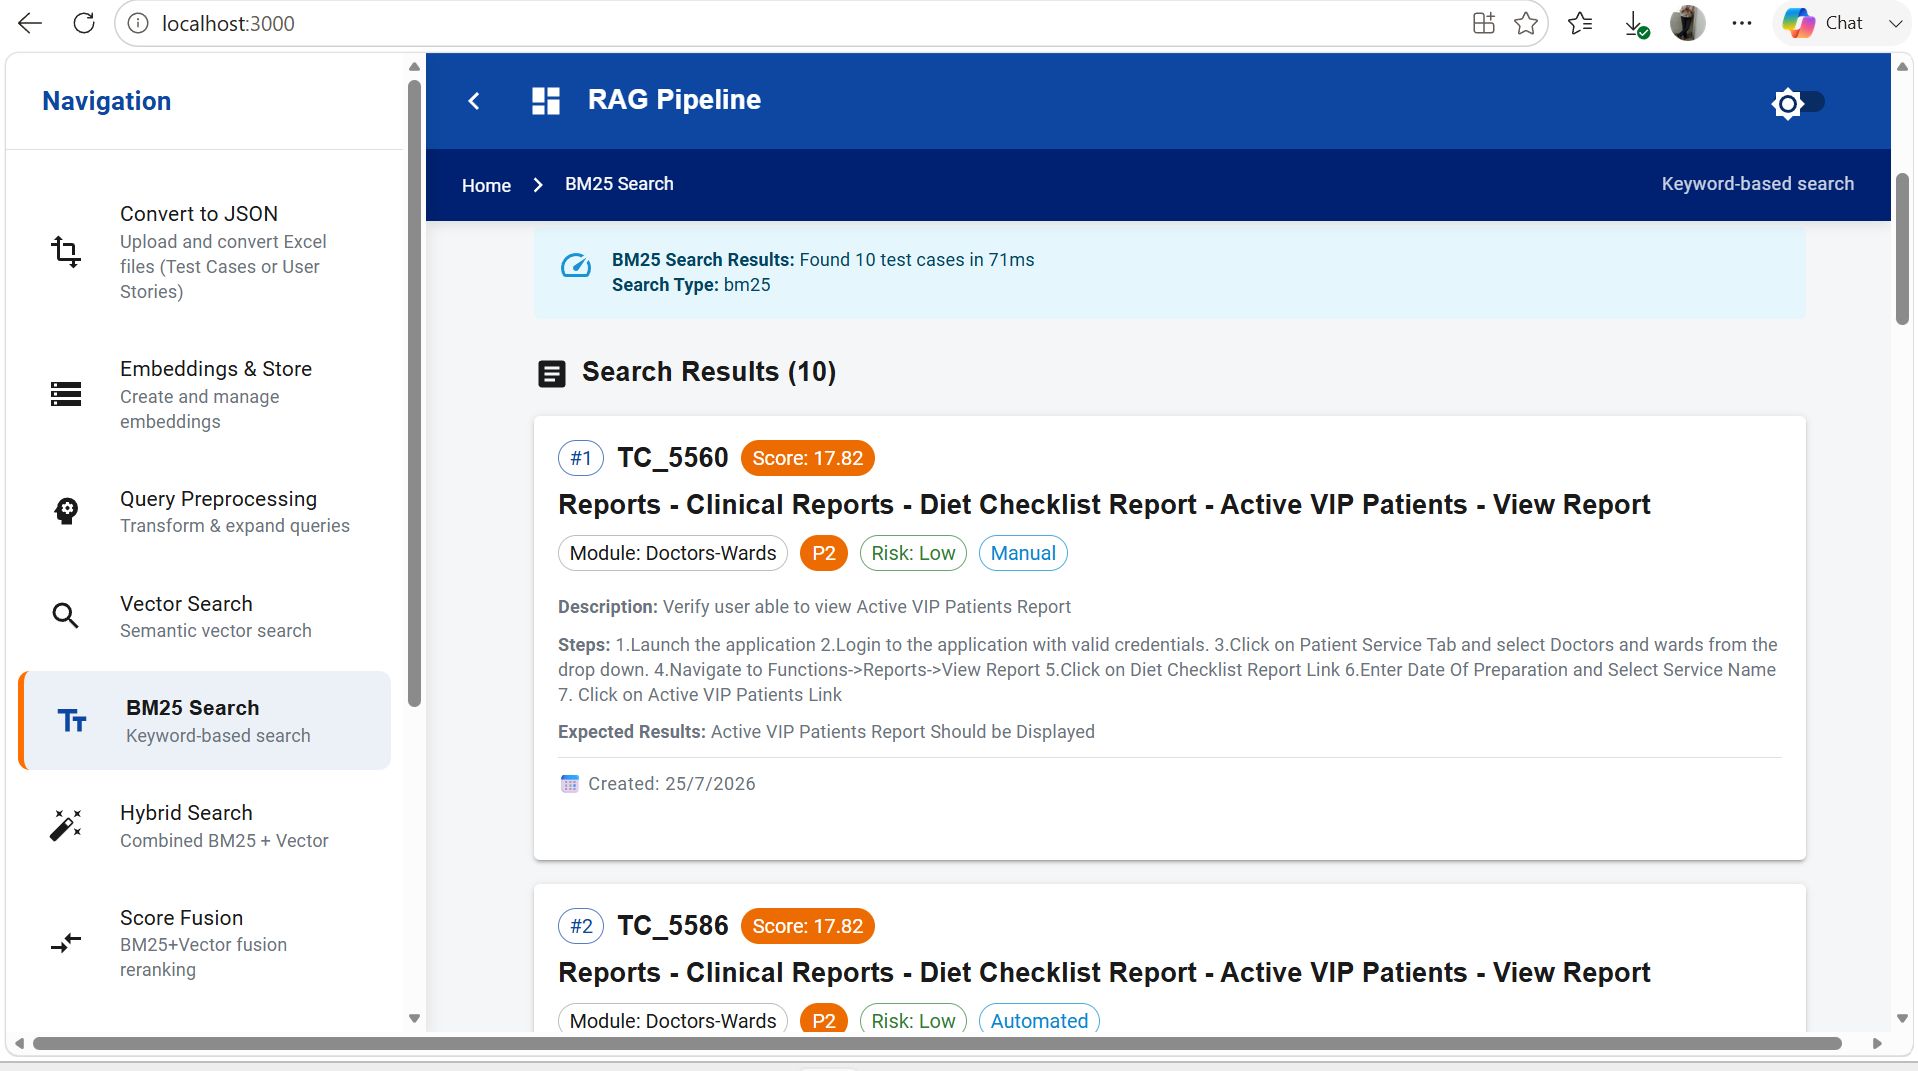 localhost:3000
Chat
Navigation
Convert to JSON
Upload and convert Excel
files (Test Cases or User
Stories)
Embeddings & Store
Create and manage
embeddings
Query Preprocessing
Transform & expand queries
Vector Search
Semantic vector search
BM25 Search
Keyword-based search
Hybrid Search
Combined BM25 + Vector
Score Fusion
BM25+Vector fusion
reranking
RAG Pipeline
Home
BM25 Search
Keyword-based search
BM25 Search Results: Found 10 test cases in 71ms
Search Type: bm25
Search Results (10)
#1 TC_5560 Score: 17.82
Reports - Clinical Reports - Diet Checklist Report - Active VIP Patients - View Report
Module: Doctors-Wards P2 Risk: Low Manual
Description: Verify user able to view Active VIP Patients Report
Steps: 1.Launch the application 2.Login to the application with valid credentials. 3.Click on Patient Service Tab and select Doctors and wards from the
drop down. 4.Navigate to Functions->Reports->View Report 5.Click on Diet Checklist Report Link 6.Enter Date Of Preparation and Select Service Name
7. Click on Active VIP Patients Link
Expected Results: Active VIP Patients Report Should be Displayed
Created: 25/7/2026
#2 TC_5586 Score: 17.82
Reports - Clinical Reports - Diet Checklist Report - Active VIP Patients - View Report
Module: Doctors-Wards P2 Risk: Low Automated